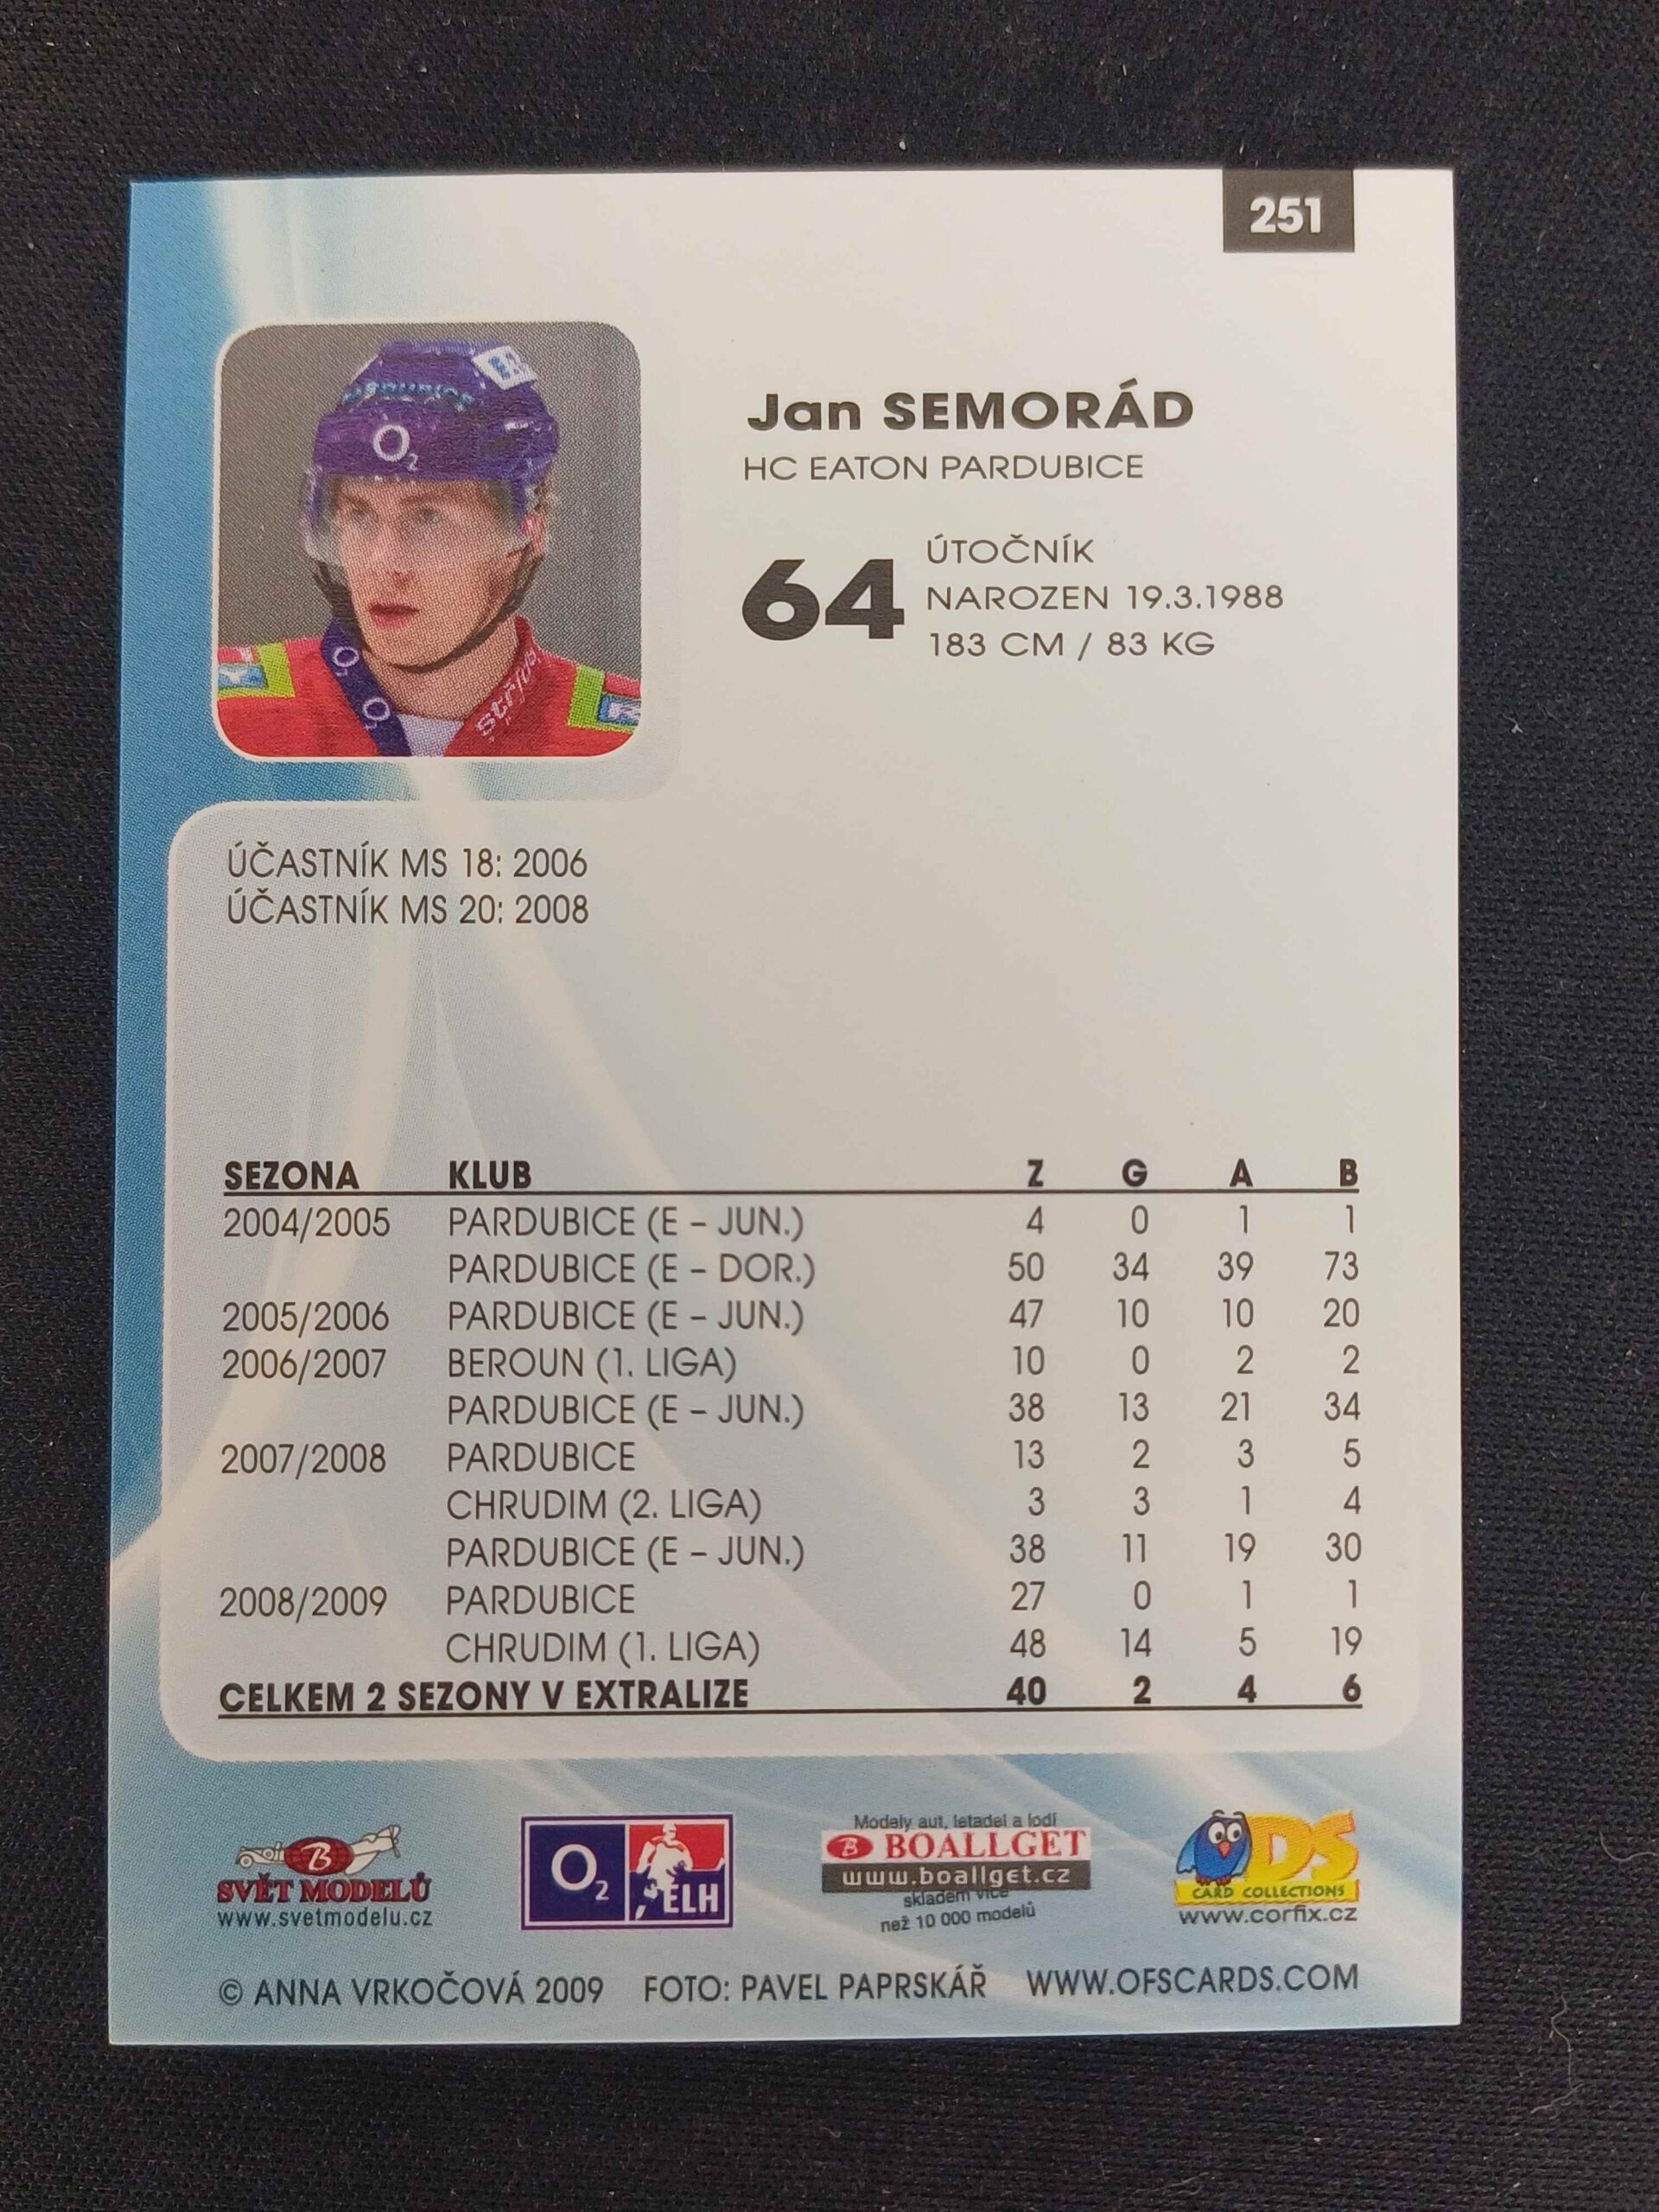 251
O2
Jan SEMORÁD
HC EATON PARDUBICE
64
ÚTOČNÍK
NAROZEN 19.3.1988
183 CM / 83 KG
ÚČASTNÍK MS 18: 2006
ÚČASTNÍK MS 20: 2008
SEZONA KLUB Z G A B
2004/2005 PARDUBICE (E – JUN.) 4 0 1 1
PARDUBICE (E – DOR.) 50 34 39 73
2005/2006 PARDUBICE (E – JUN.) 47 10 10 20
2006/2007 BEROUN (1. LIGA) 10 0 2 2
PARDUBICE (E – JUN.) 38 13 21 34
2007/2008 PARDUBICE 13 2 3 5
CHRUDIM (2. LIGA) 3 3 1 4
PARDUBICE (E – JUN.) 38 11 19 30
2008/2009 PARDUBICE 27 0 1 1
CHRUDIM (1. LIGA) 48 14 5 19
CELKEM 2 SEZONY V EXTRALIZE 40 2 4 6
B
SVĚT MODELŮ
www.svetmodelu.cz
O2 ELH
Modely aut, letadel a lodí
B BOALLGET
www.boallget.cz
skladem více
než 10 000 modelů
DS
CARD COLLECTIONS
www.corfix.cz
© ANNA VRKOČOVÁ 2009 FOTO: PAVEL PAPRSKÁŘ WWW.OFSCARDS.COM